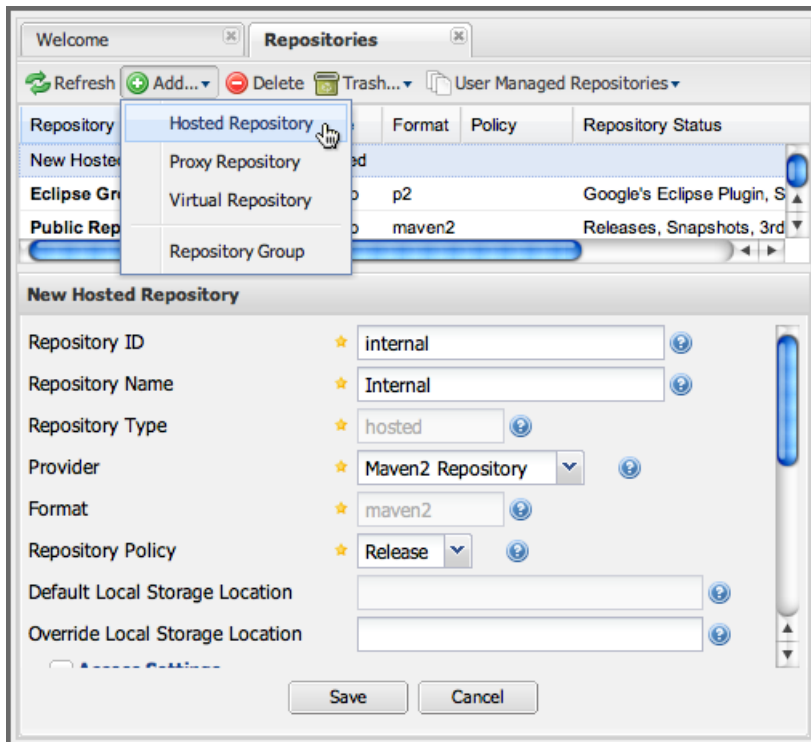 Welcome Repositories
Refresh Add... Delete Trash... User Managed Repositories
Repository Format Policy Repository Status
Hosted Repository
Proxy Repository
Virtual Repository
Repository Group
New Hosted
Eclipse p2 Google's Eclipse Plugin, S
Public maven2 Releases, Snapshots, 3rd
New Hosted Repository
Repository ID internal
Repository Name Internal
Repository Type hosted
Provider Maven2 Repository
Format maven2
Repository Policy Release
Default Local Storage Location
Override Local Storage Location
Save Cancel